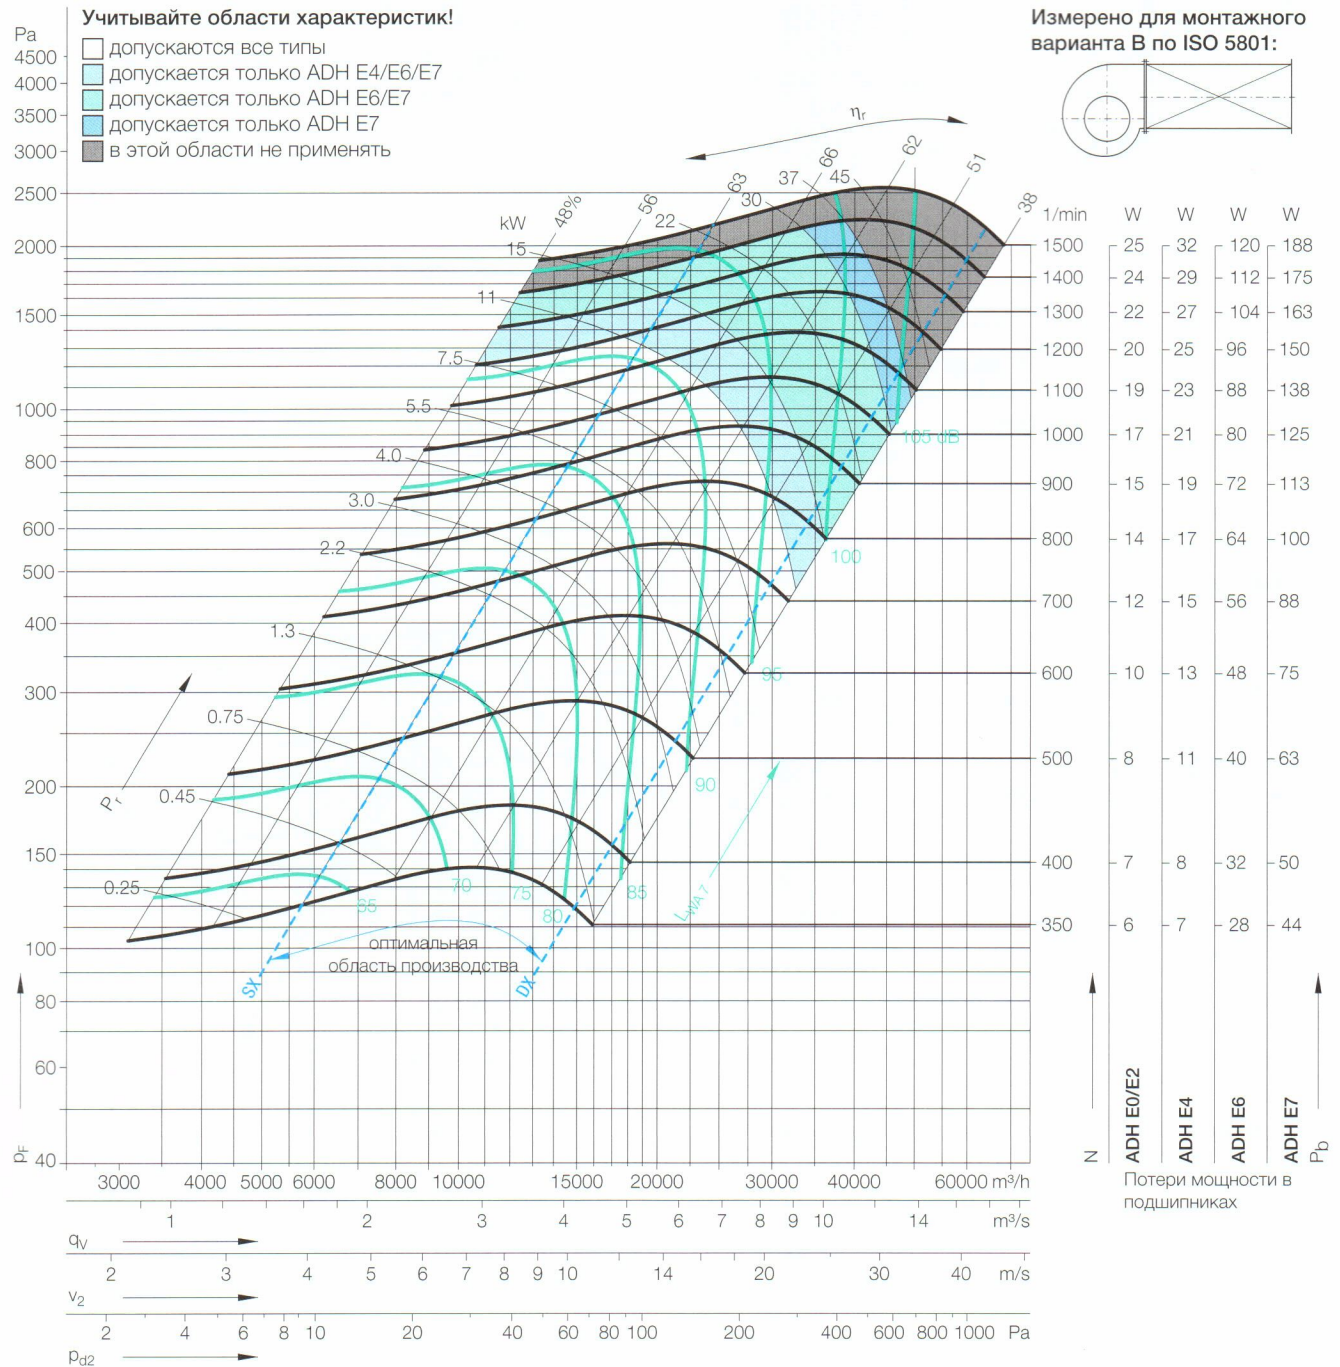 Учитывайте области характеристик!
допускаются все типы
допускается только ADH E4/E6/E7
допускается только ADH E6/E7
допускается только ADH E7
в этой области не применять
Измерено для монтажного
варианта B по ISO 5801:
Pa
4500
4000
3500
3000
2500
2000
1500
1000
800
600
500
400
300
200
150
100
80
60
40
pF
ηr
kW
48%
56
63
66
62
51
38
0.25
0.45
0.75
1.3
2.2
3.0
4.0
5.5
7.5
11
15
22
30
37
45
Pr
65
70
75
80
85
90
95
100
105 dB
LWA 7
оптимальная
область производства
SX
DX
1/min W W W W
1500 25 32 120 188
1400 24 29 112 175
1300 22 27 104 163
1200 20 25 96 150
1100 19 23 88 138
1000 17 21 80 125
900 15 19 72 113
800 14 17 64 100
700 12 15 56 88
600 10 13 48 75
500 8 11 40 63
400 7 8 32 50
350 6 7 28 44
N ADH E0/E2 ADH E4 ADH E6 ADH E7 Pb
Потери мощности в
подшипниках
3000 4000 5000 6000 8000 10000 15000 20000 30000 40000 60000 m³/h
1 2 3 4 5 6 7 8 9 10 14 m³/s
qV
2 3 4 5 6 7 8 9 10 14 20 30 40 m/s
v2
2 4 6 8 10 20 40 60 80 100 200 400 600 800 1000 Pa
pd2